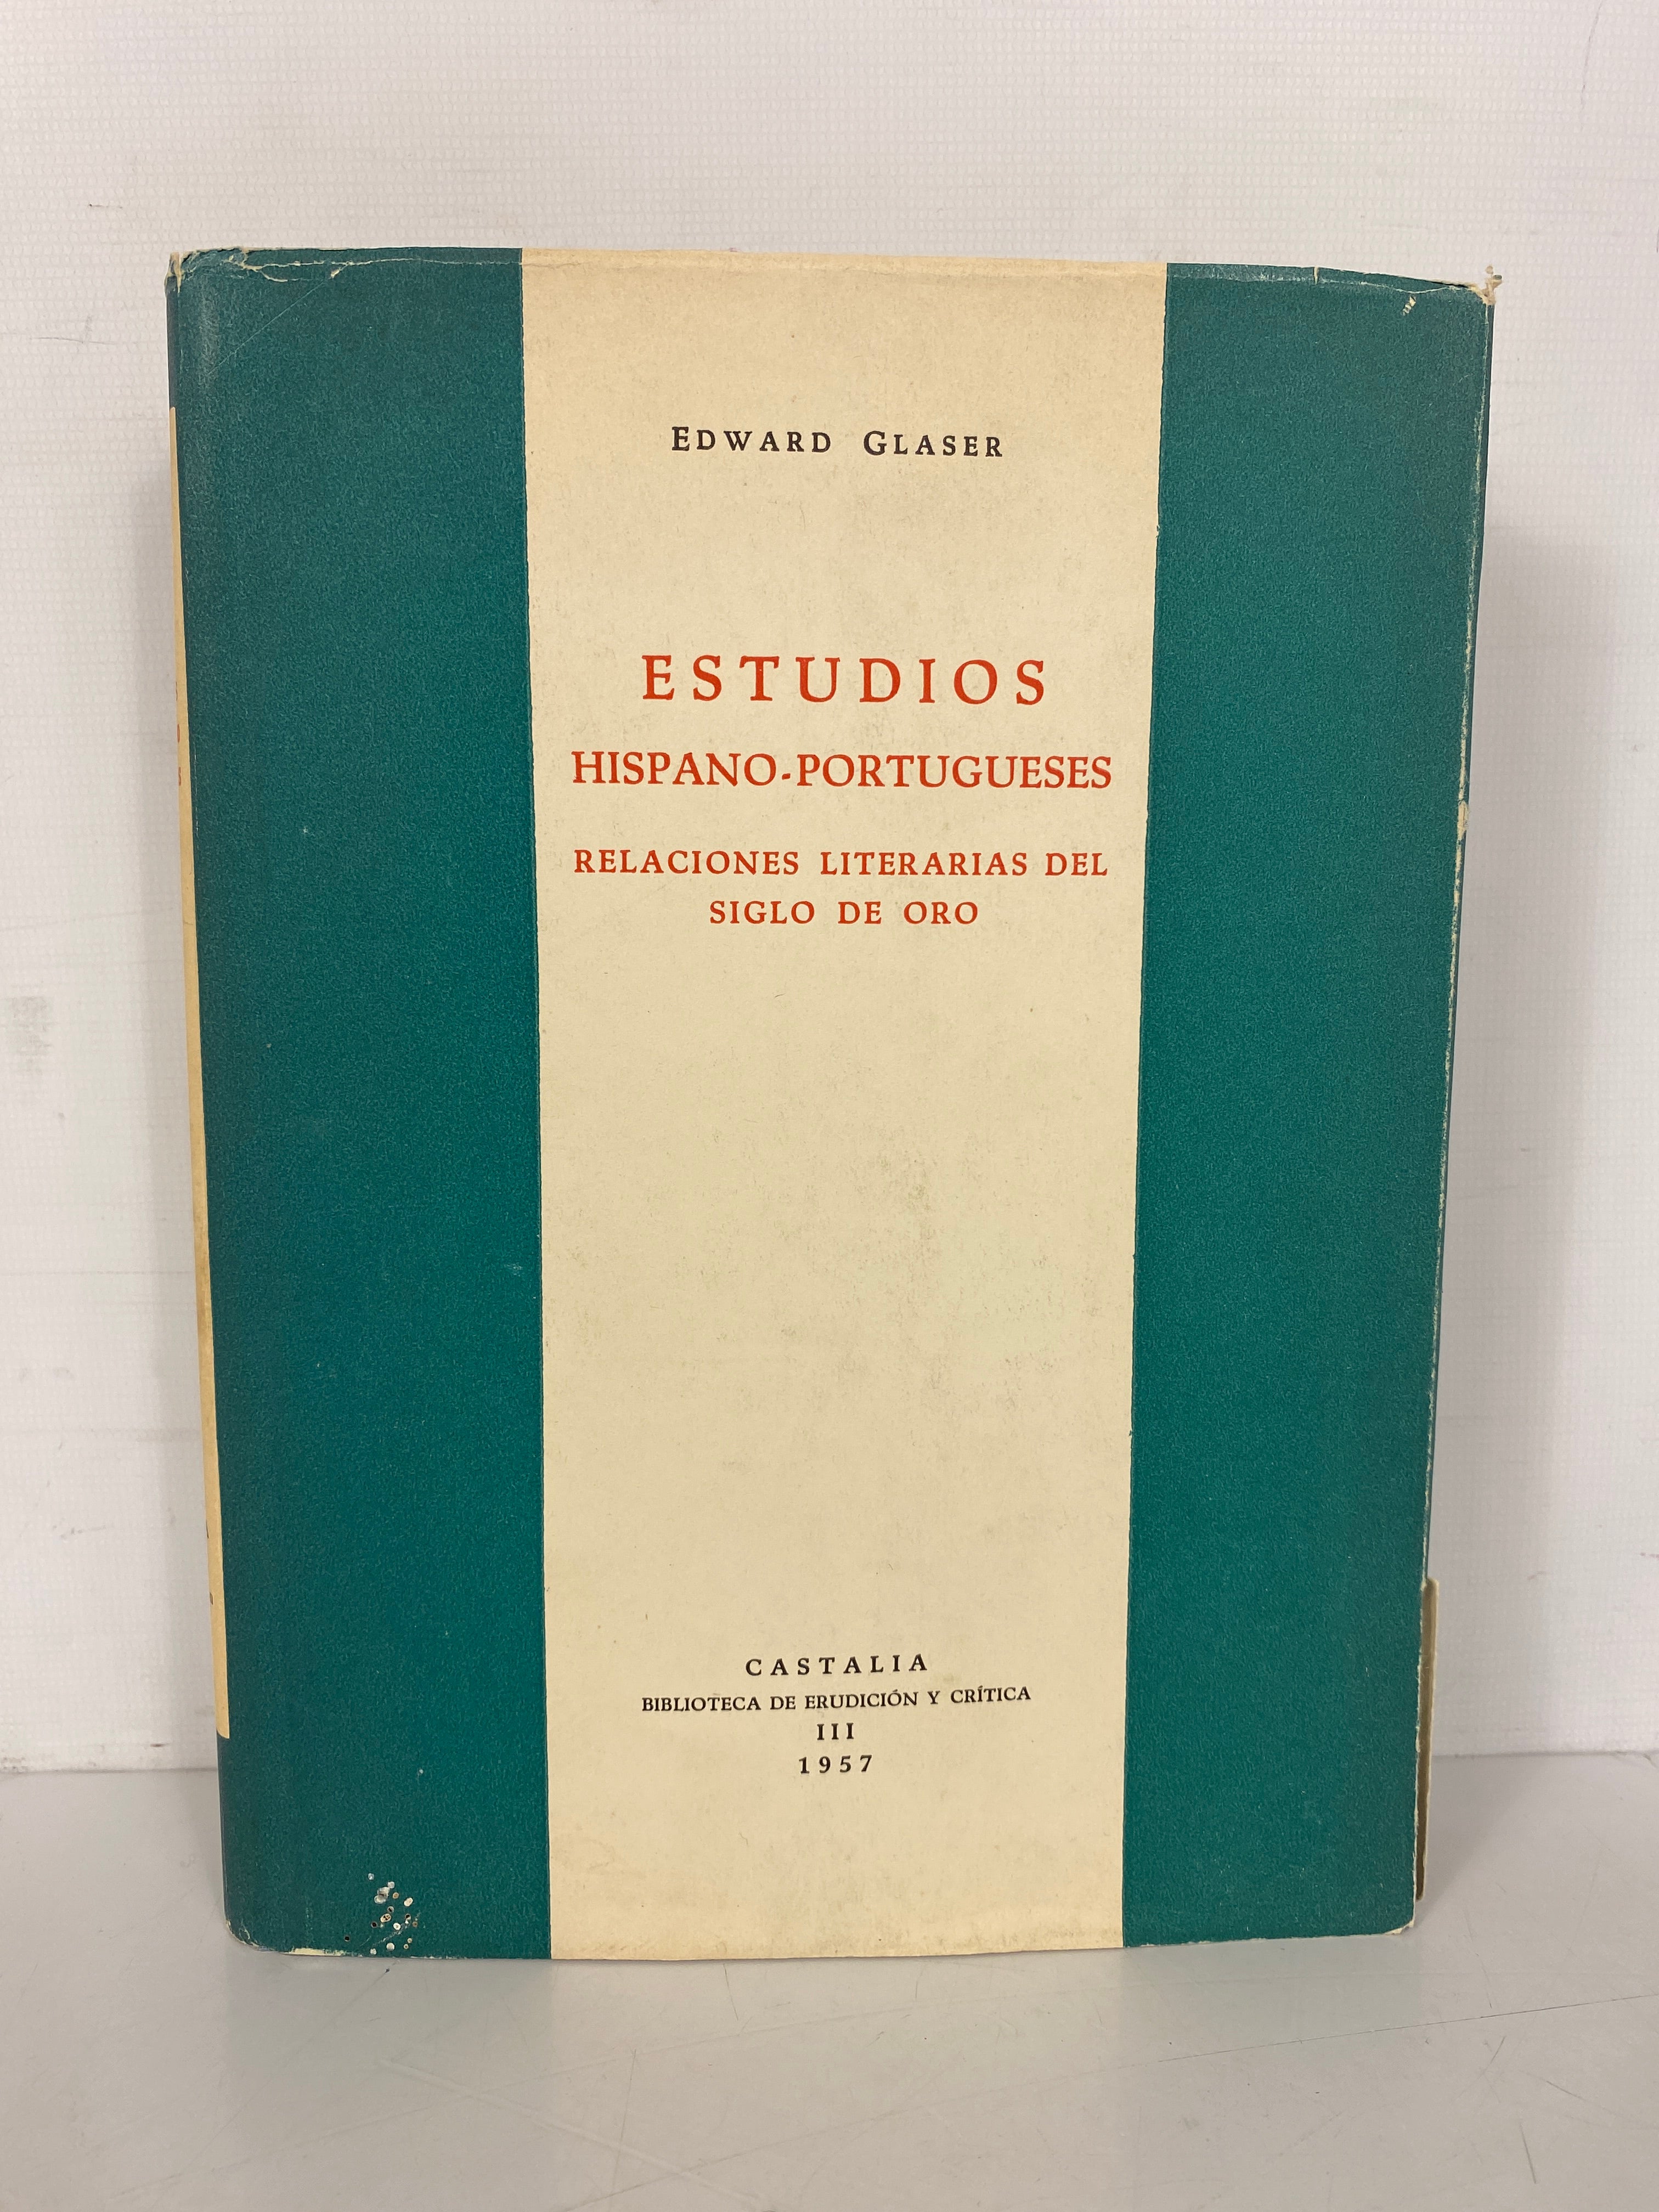 EDWARD GLASER
ESTUDIOS
HISPANO-PORTUGUESES
RELACIONES LITERARIAS DEL
SIGLO DE ORO
CASTALIA
BIBLIOTECA DE ERUDICIÓN Y CRÍTICA
III
1957